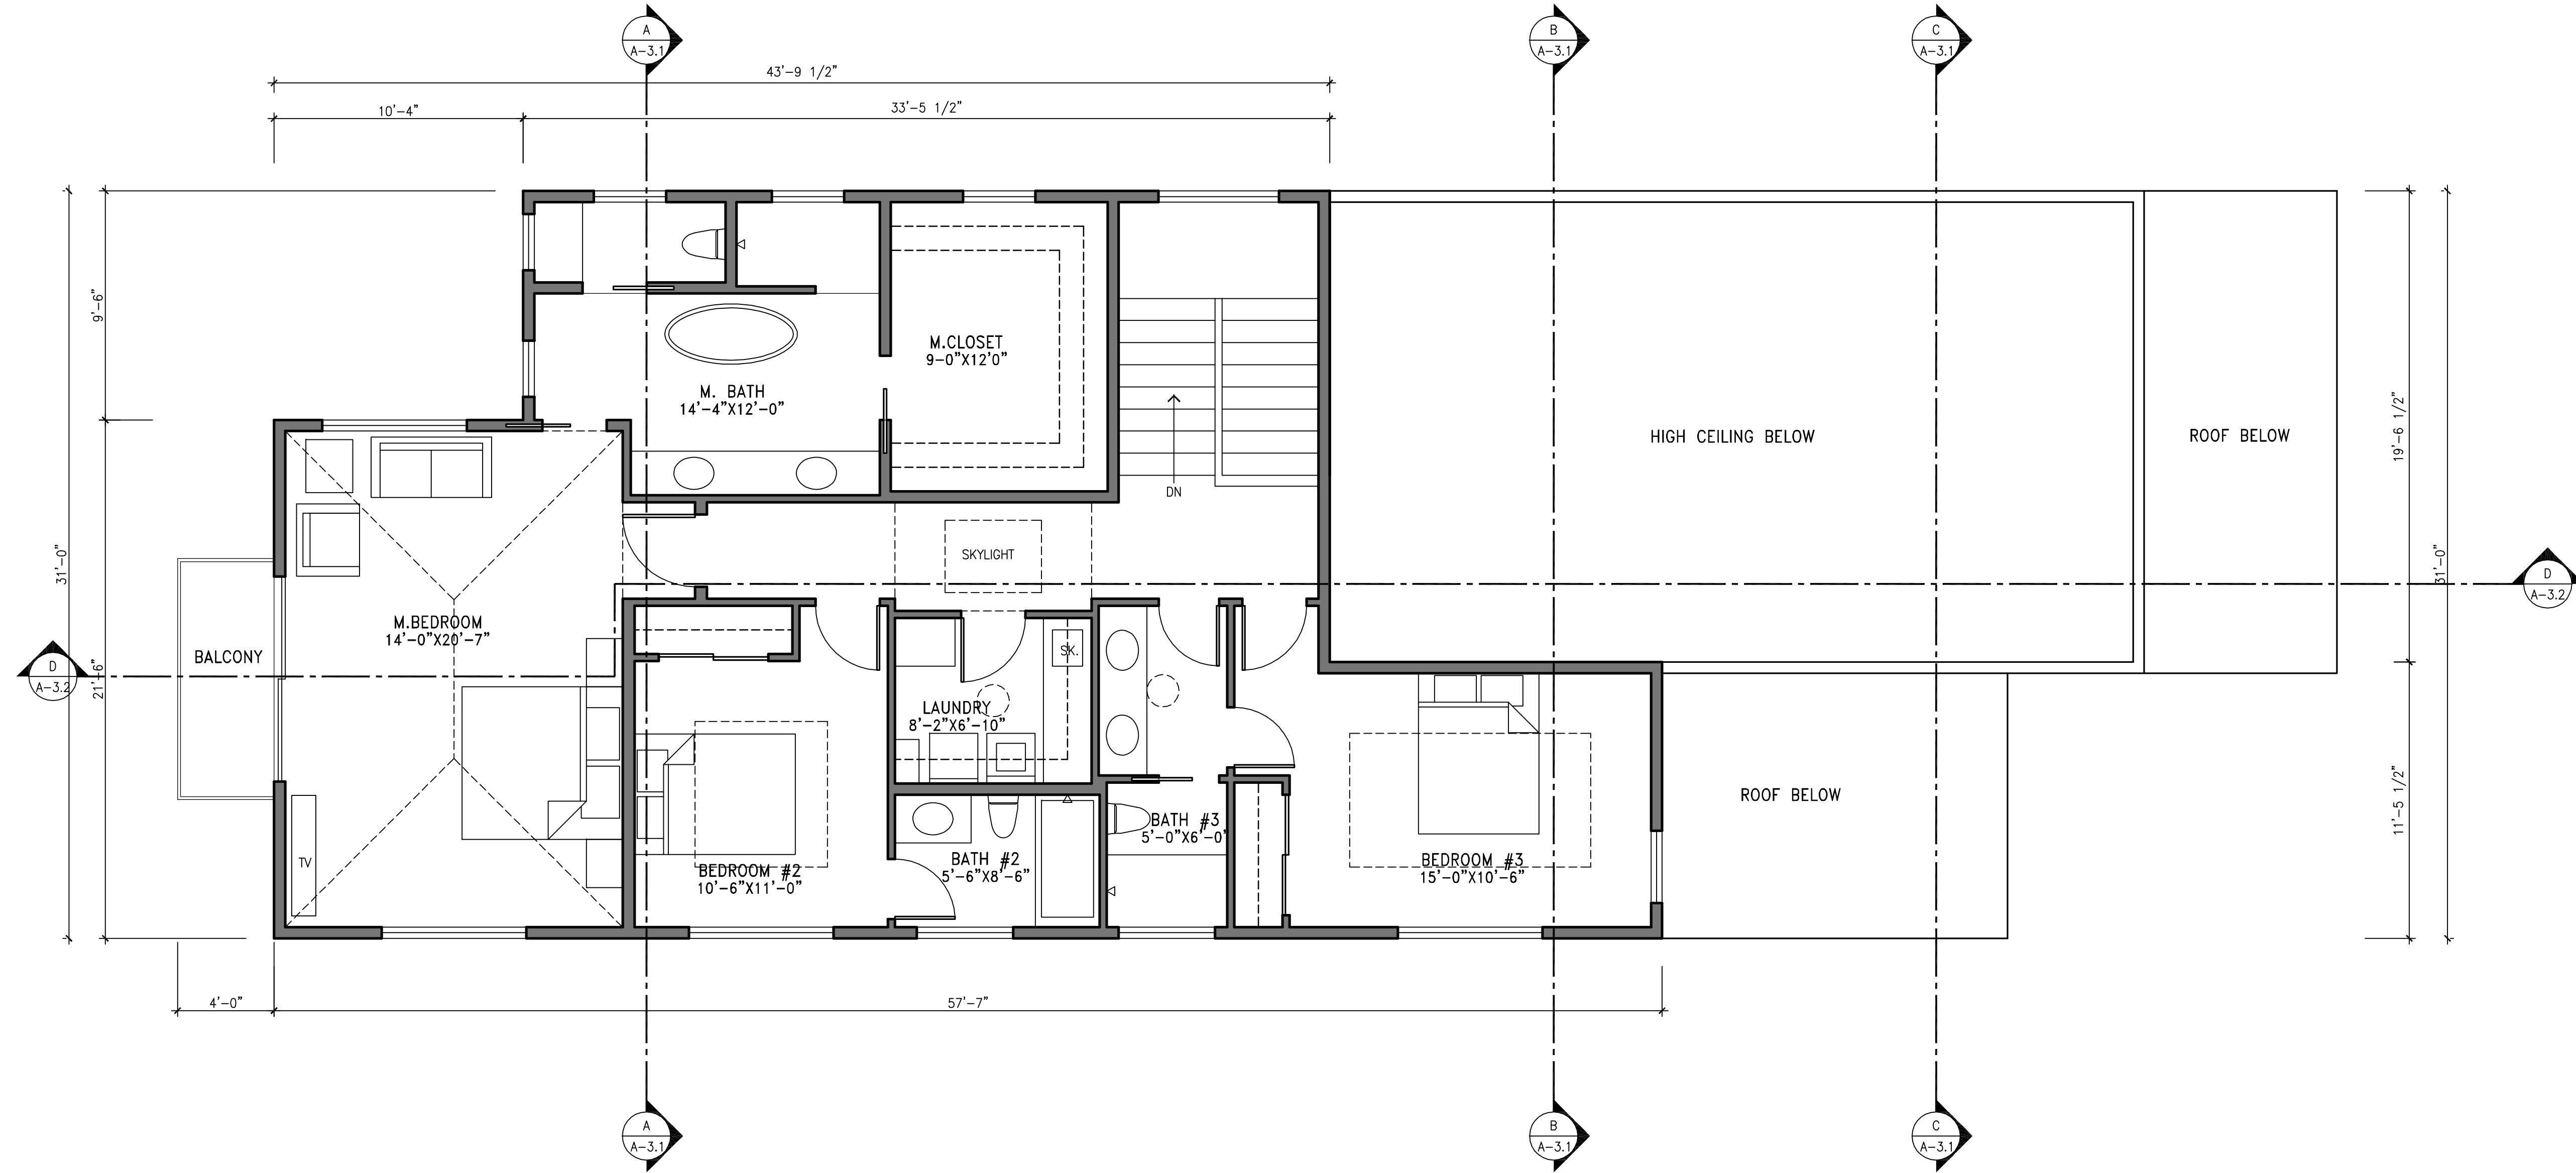 A
A-3.1
B
A-3.1
C
A-3.1
43'-9 1/2"
10'-4"
33'-5 1/2"
9'-6"
31'-0"
21'-6"
M.CLOSET
9-0"X12'0"
M. BATH
14'-4"X12'-0"
DN
HIGH CEILING BELOW
ROOF BELOW
19'-6 1/2"
31'-0"
11'-5 1/2"
SKYLIGHT
D
A-3.2
M.BEDROOM
14'-0"X20'-7"
BALCONY
D
A-3.2
SK.
LAUNDRY
8'-2"X6'-10"
ROOF BELOW
BATH #3
5'-0"X6'-0"
TV
BEDROOM #2
10'-6"X11'-0"
BATH #2
5'-6"X8'-6"
BEDROOM #3
15'-0"X10'-6"
4'-0"
57'-7"
A
A-3.1
B
A-3.1
C
A-3.1